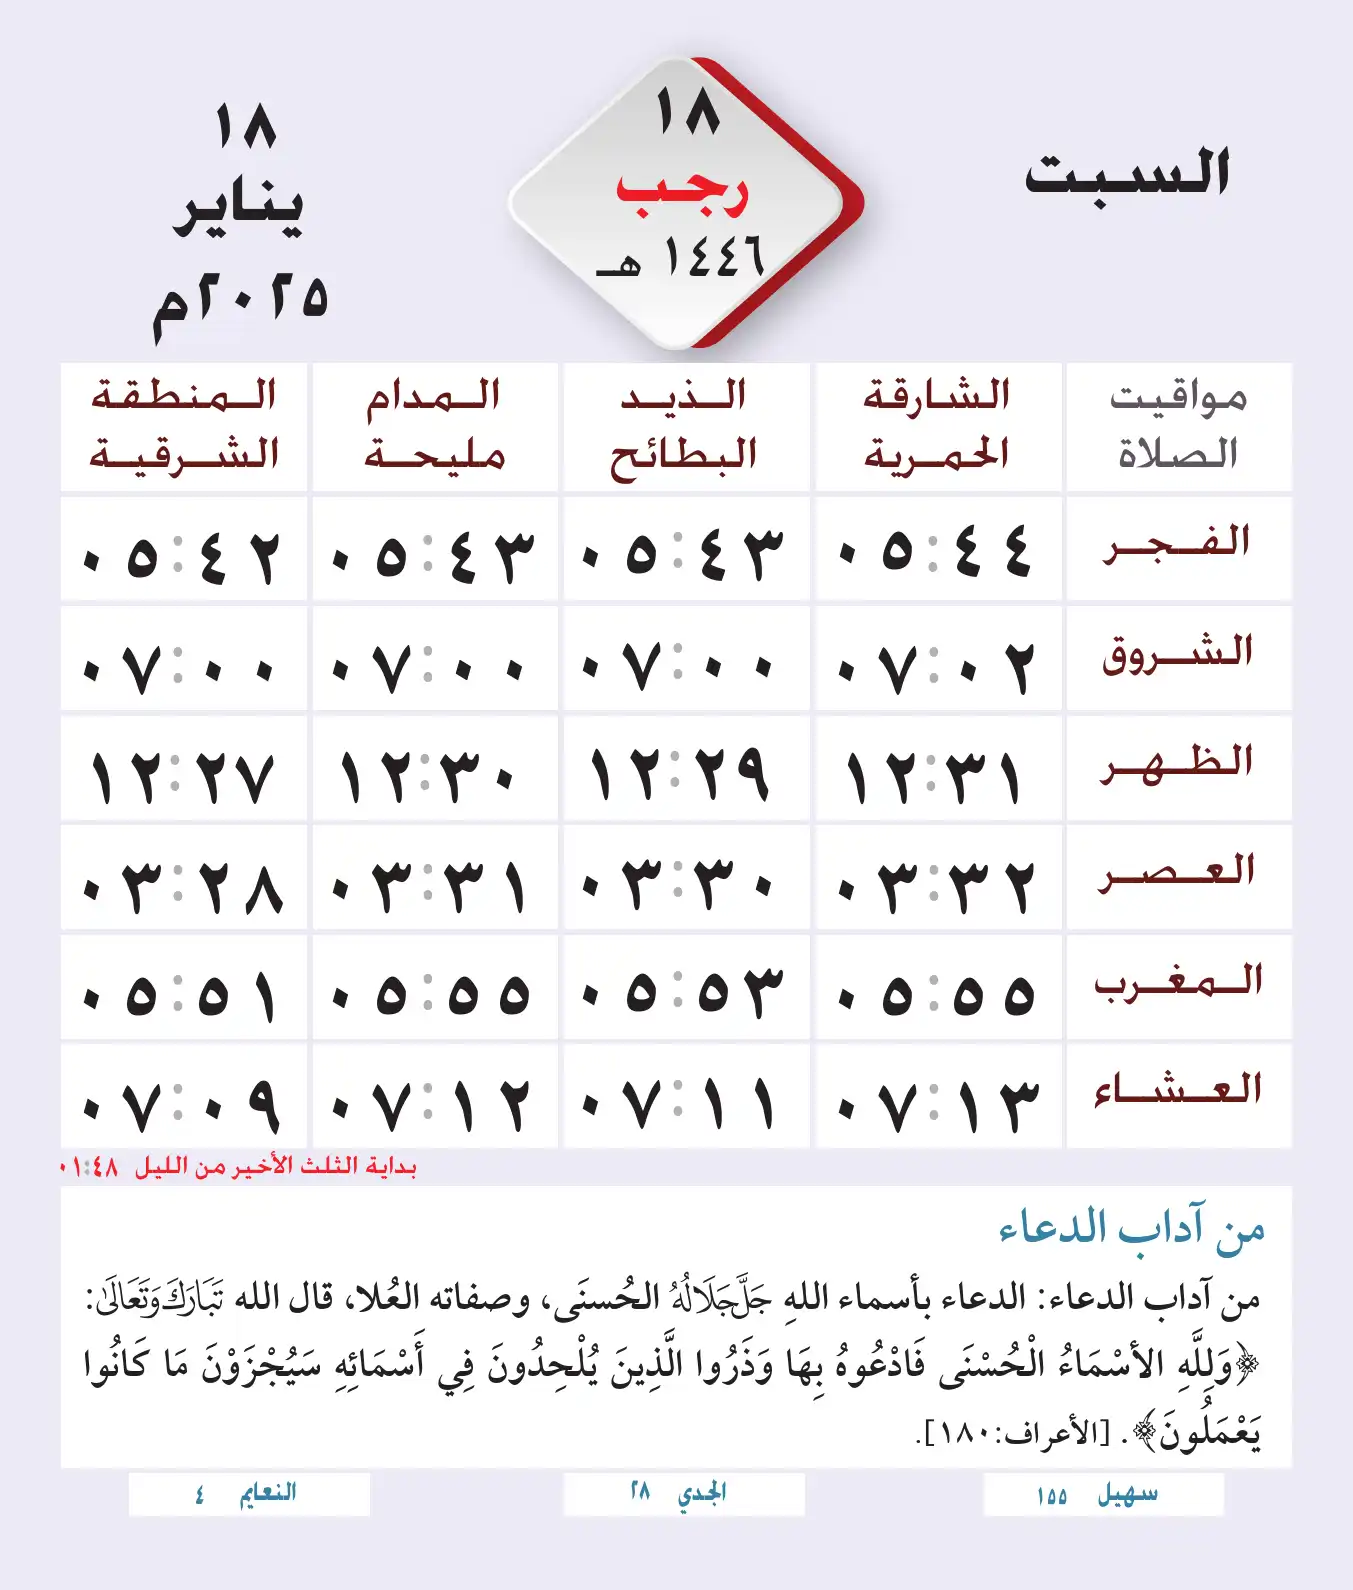 السبت
١٨
رجب
١٤٤٦ هـ
١٨
يناير
٢٠٢٥م
مواقيت الصلاة
الشارقة الحمرية
الذيد البطائح
المدام مليحة
المنطقة الشرقية
الفجر ٠٥:٤٤ ٠٥:٤٣ ٠٥:٤٣ ٠٥:٤٢
الشروق ٠٧:٠٢ ٠٧:٠٠ ٠٧:٠٠ ٠٧:٠٠
الظهر ١٢:٣١ ١٢:٢٩ ١٢:٣٠ ١٢:٢٧
العصر ٠٣:٣٢ ٠٣:٣٠ ٠٣:٣١ ٠٣:٢٨
المغرب ٠٥:٥٥ ٠٥:٥٣ ٠٥:٥٥ ٠٥:٥١
العشاء ٠٧:١٣ ٠٧:١١ ٠٧:١٢ ٠٧:٠٩
بداية الثلث الأخير من الليل ٠١:٤٨
من آداب الدعاء
من آداب الدعاء: الدعاء بأسماء اللهِ جَلَّ جَلَالُهُ الحُسنَى، وصفاته العُلا، قال الله تَبَارَكَ وَتَعَالَىٰ:
﴿وَلِلَّهِ الأسْمَاءُ الْحُسْنَى فَادْعُوهُ بِهَا وَذَرُوا الَّذِينَ يُلْحِدُونَ فِي أَسْمَائِهِ سَيُجْزَوْنَ مَا كَانُوا
يَعْمَلُونَ﴾. [الأعراف:١٨٠].
سهيل ١٥٥
الجدي ٢٨
النعايم ٤